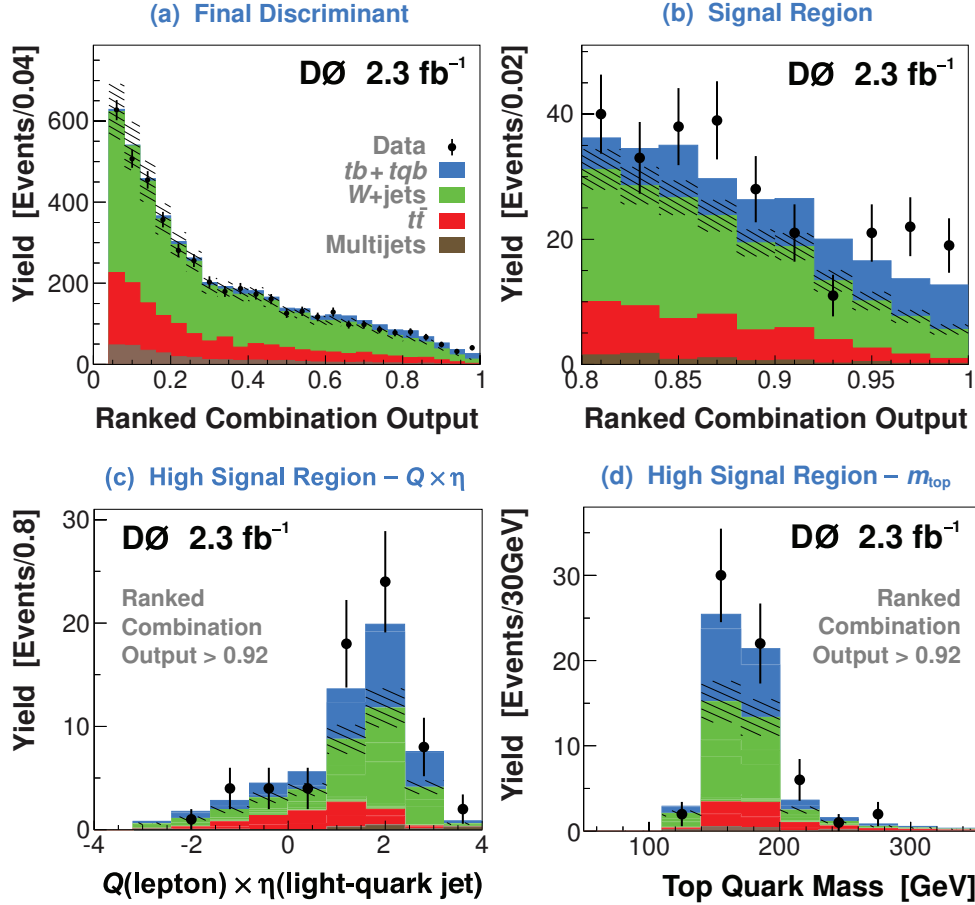 (a) Final Discriminant
Yield [Events/0.04]
600
400
200
0
DØ 2.3 fb⁻¹
Data
tb+tqb
W+jets
tt̄
Multijets
0 0.2 0.4 0.6 0.8 1
Ranked Combination Output
(b) Signal Region
Yield [Events/0.02]
40
20
0
DØ 2.3 fb⁻¹
0.8 0.85 0.9 0.95 1
Ranked Combination Output
(c) High Signal Region – Q × η
Yield [Events/0.8]
30
20
10
0
DØ 2.3 fb⁻¹
Ranked
Combination
Output > 0.92
-4 -2 0 2 4
Q(lepton) × η(light-quark jet)
(d) High Signal Region – mtop
Yield [Events/30GeV]
30
20
10
0
DØ 2.3 fb⁻¹
Ranked
Combination
Output > 0.92
100 200 300
Top Quark Mass [GeV]